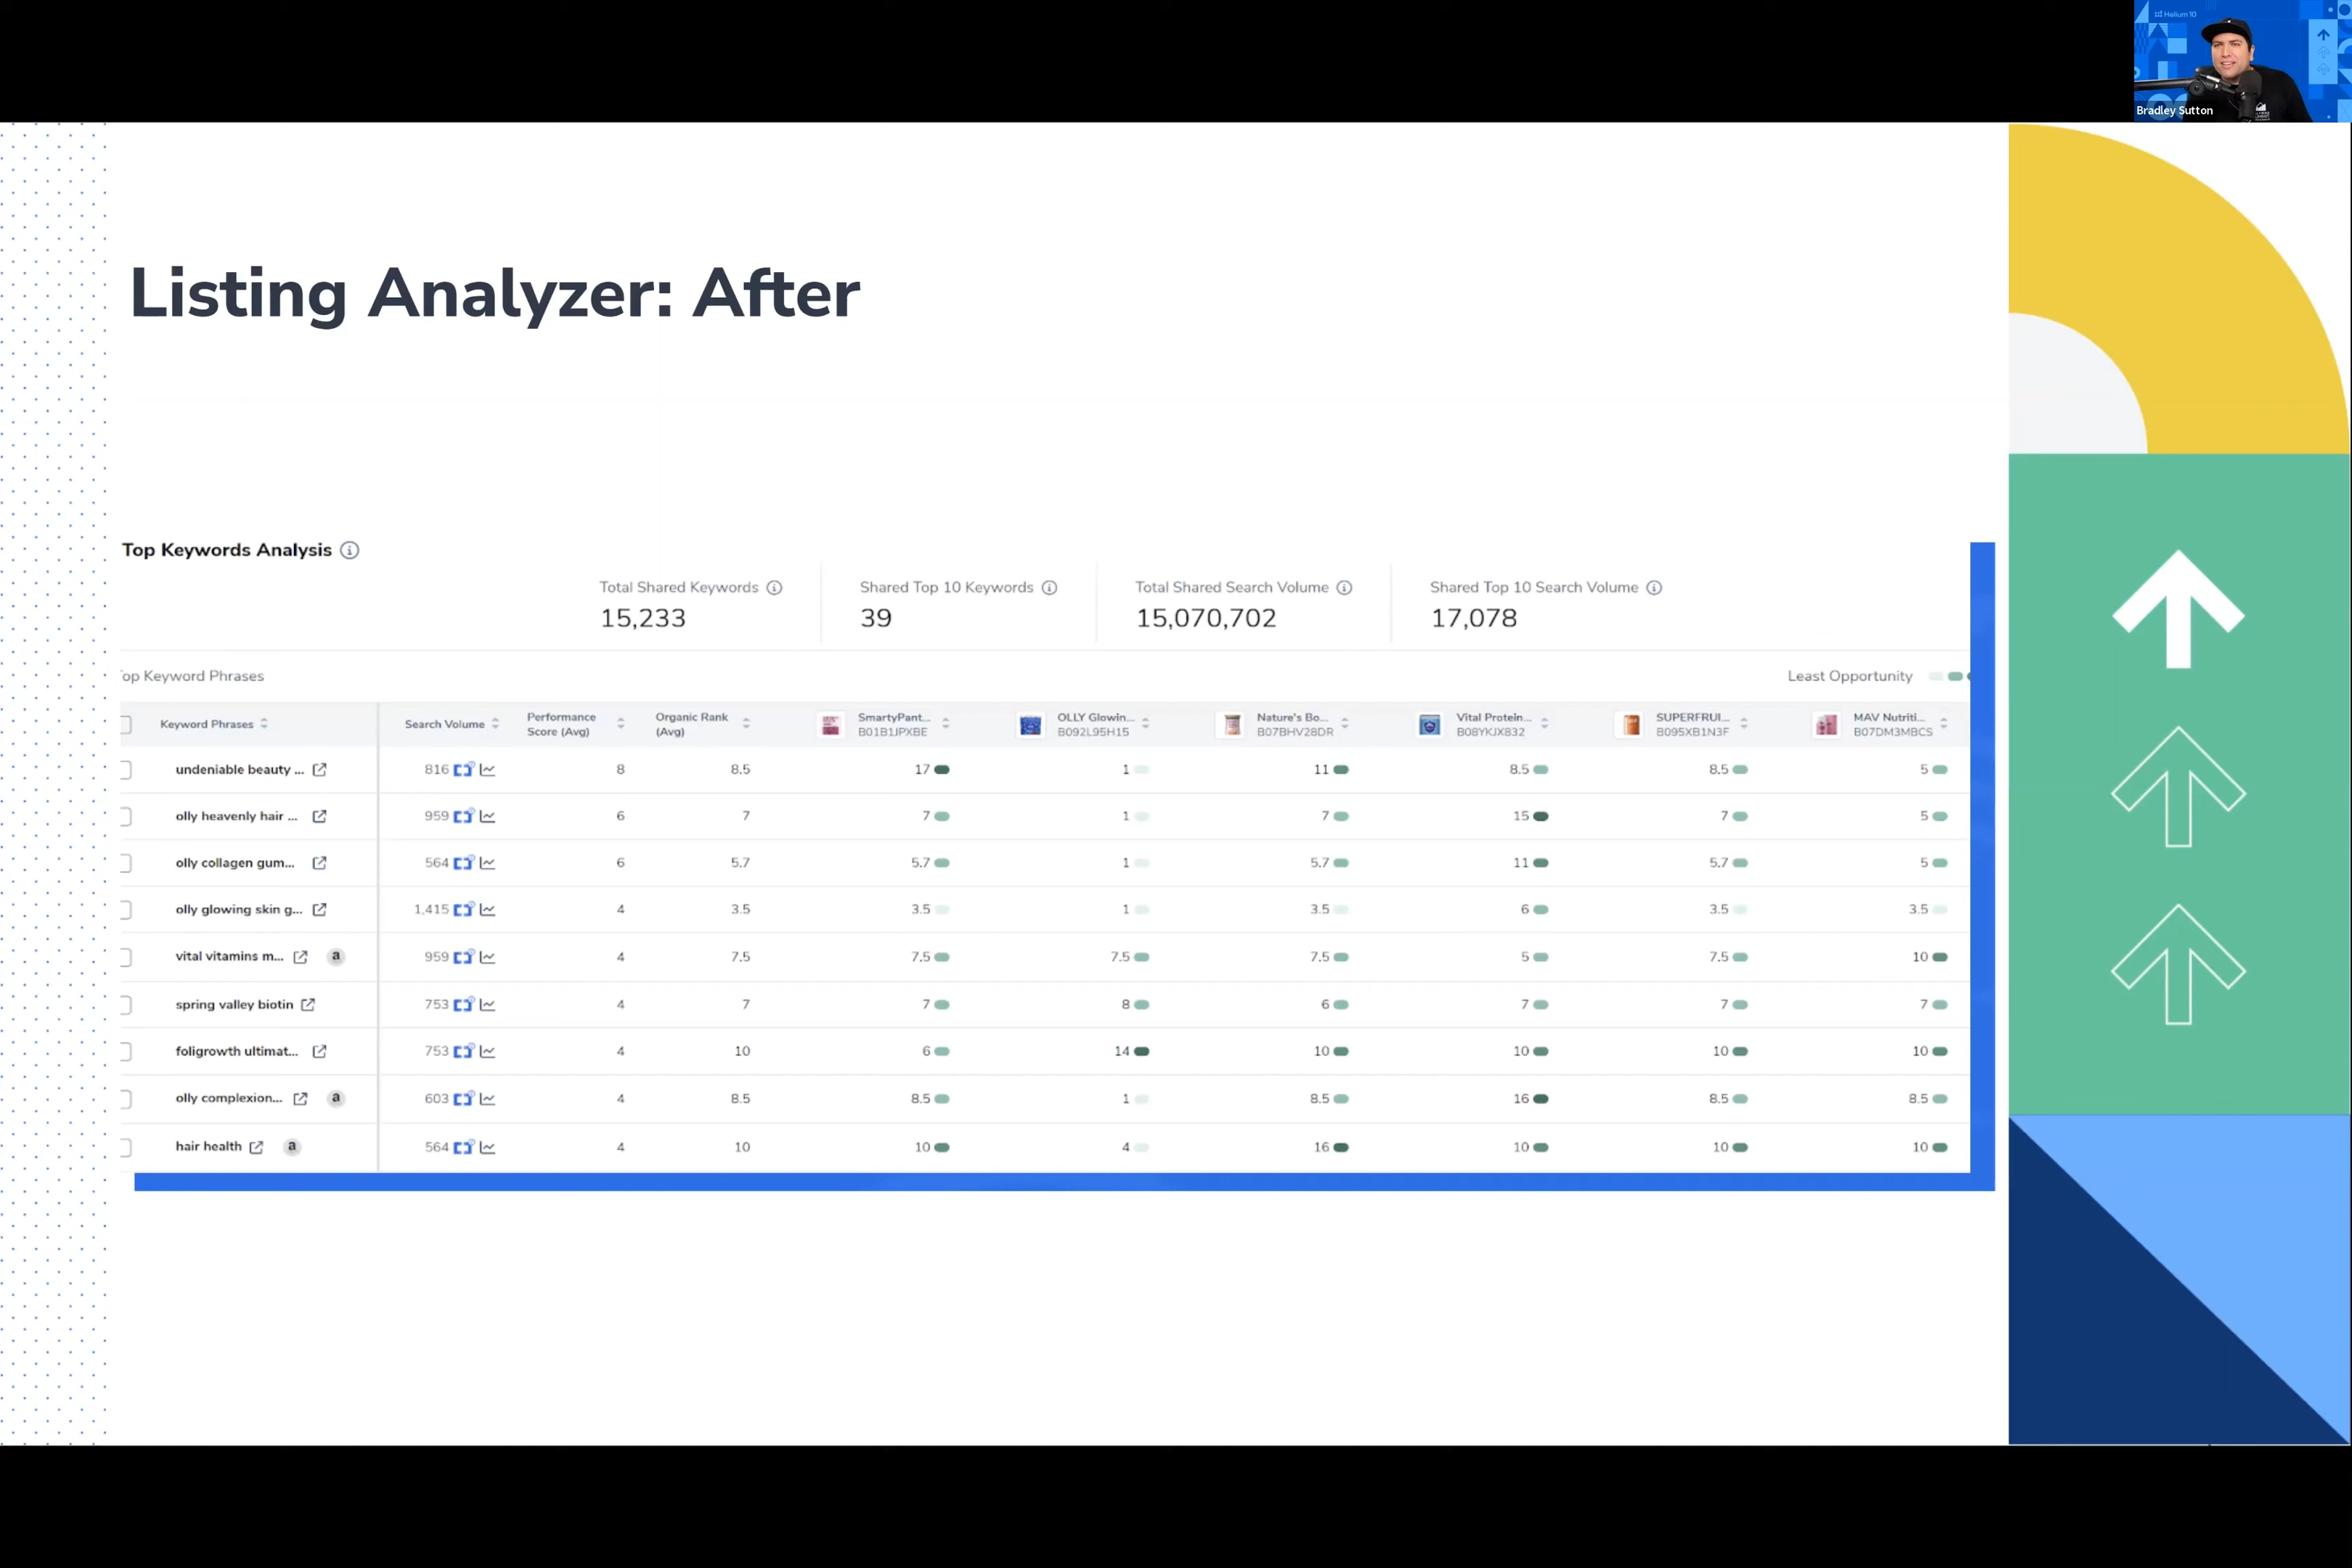 Helium 10
Bradley Sutton
Listing Analyzer: After
Top Keywords Analysis
Total Shared Keywords Shared Top 10 Keywords Total Shared Search Volume Shared Top 10 Search Volume
15,233 39 15,070,702 17,078
Top Keyword Phrases Least Opportunity
Keyword Phrases Search Volume Performance Score (Avg) Organic Rank (Avg) SmartyPant... B01B1JPXBE OLLY Glowin... B092L95H15 Nature's Bo... B07BHV28DR Vital Protein... B08YKJX832 SUPERFRUI... B095XB1N3F MAV Nutriti... B07DM3MBCS
undeniable beauty ... 816 8 8.5 17 1 11 8.5 8.5 5
olly heavenly hair ... 959 6 7 7 1 7 15 7 5
olly collagen gum... 564 6 5.7 5.7 1 5.7 11 5.7 5
olly glowing skin g... 1,415 4 3.5 3.5 1 3.5 6 3.5 3.5
vital vitamins m... a 959 4 7.5 7.5 7.5 7.5 5 7.5 10
spring valley biotin 753 4 7 7 8 6 7 7 7
foligrowth ultimat... 753 4 10 6 14 10 10 10 10
olly complexion... a 603 4 8.5 8.5 1 8.5 16 8.5 8.5
hair health a 564 4 10 10 4 16 10 10 10